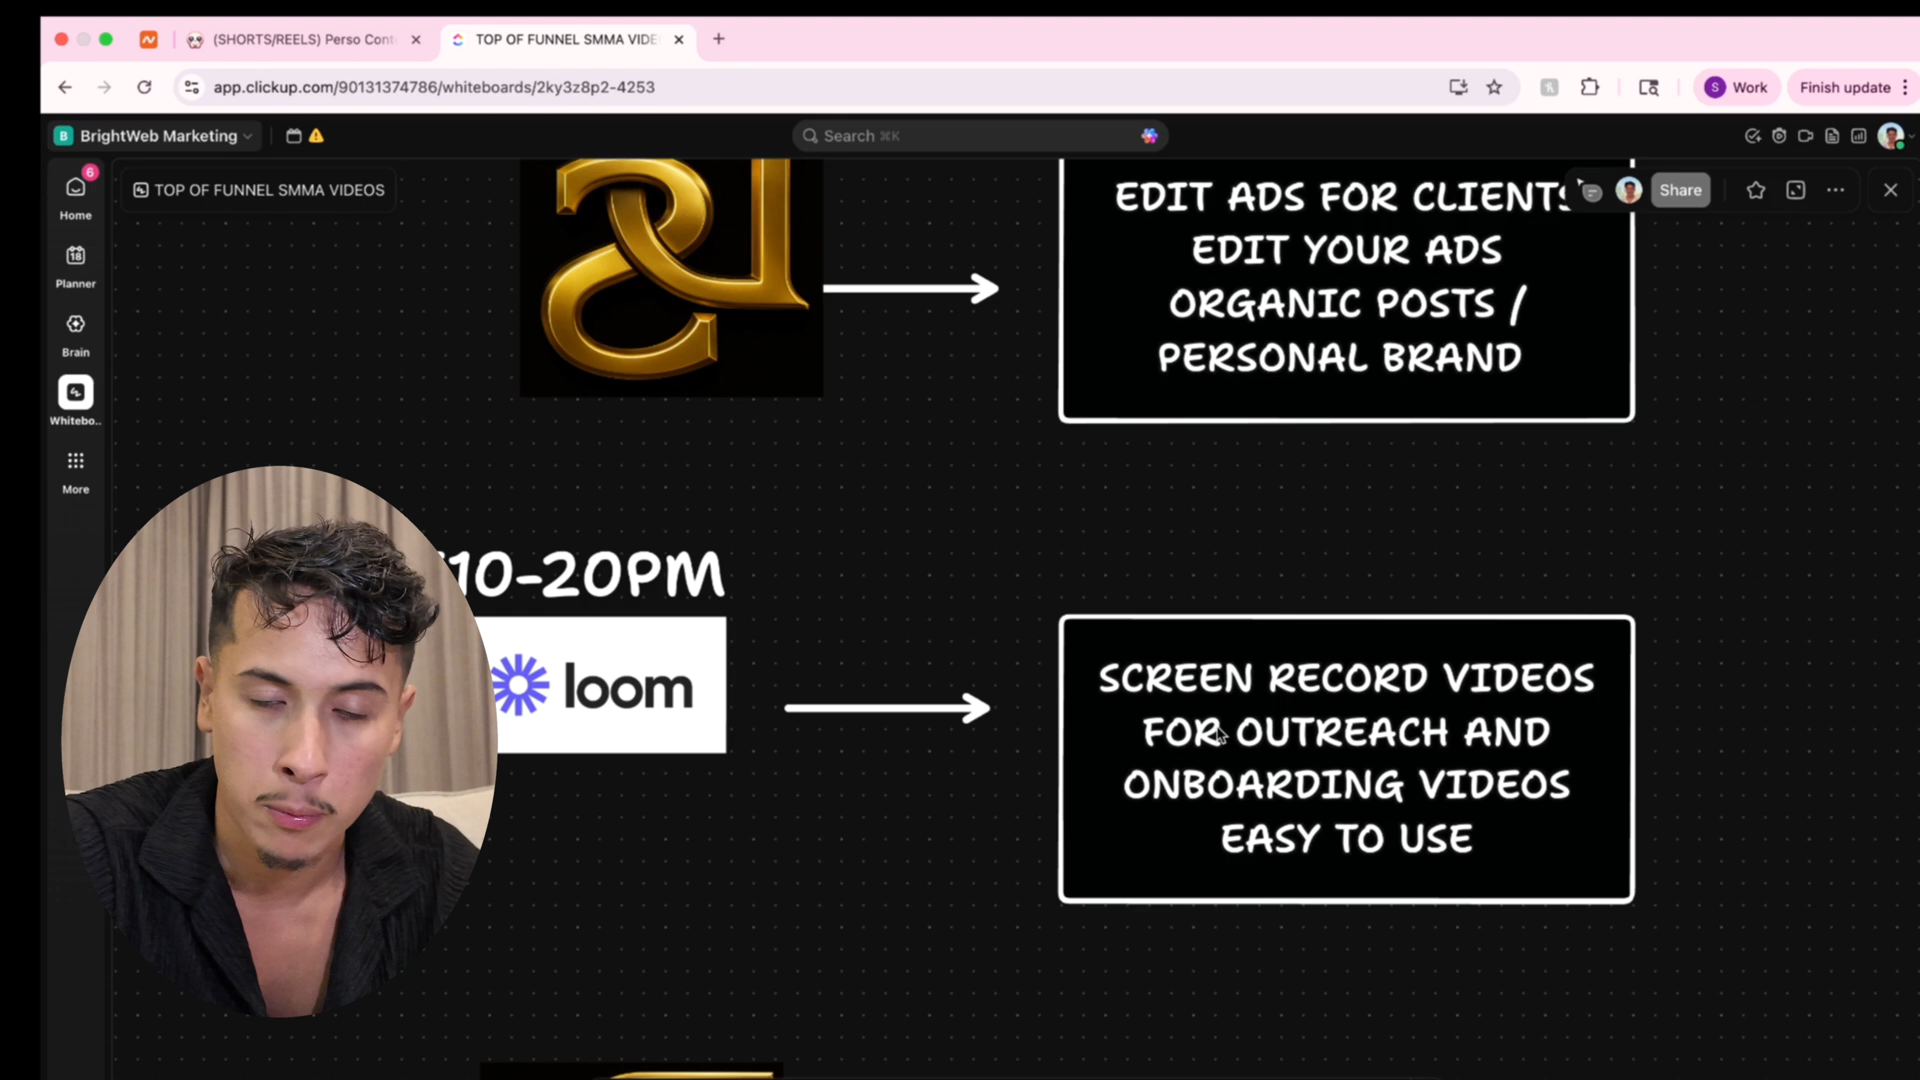 (SHORTS/REELS) Perso Cont
TOP OF FUNNEL SMMA VIDE
app.clickup.com/90131374786/whiteboards/2ky3z8p2-4253
S Work
Finish update
B BrightWeb Marketing
Search ⌘K
6
Home
TOP OF FUNNEL SMMA VIDEOS
Share
18
Planner
Brain
Whitebo..
More
EDIT ADS FOR CLIENTS
EDIT YOUR ADS
ORGANIC POSTS /
PERSONAL BRAND
10-20PM
loom
SCREEN RECORD VIDEOS
FOR OUTREACH AND
ONBOARDING VIDEOS
EASY TO USE